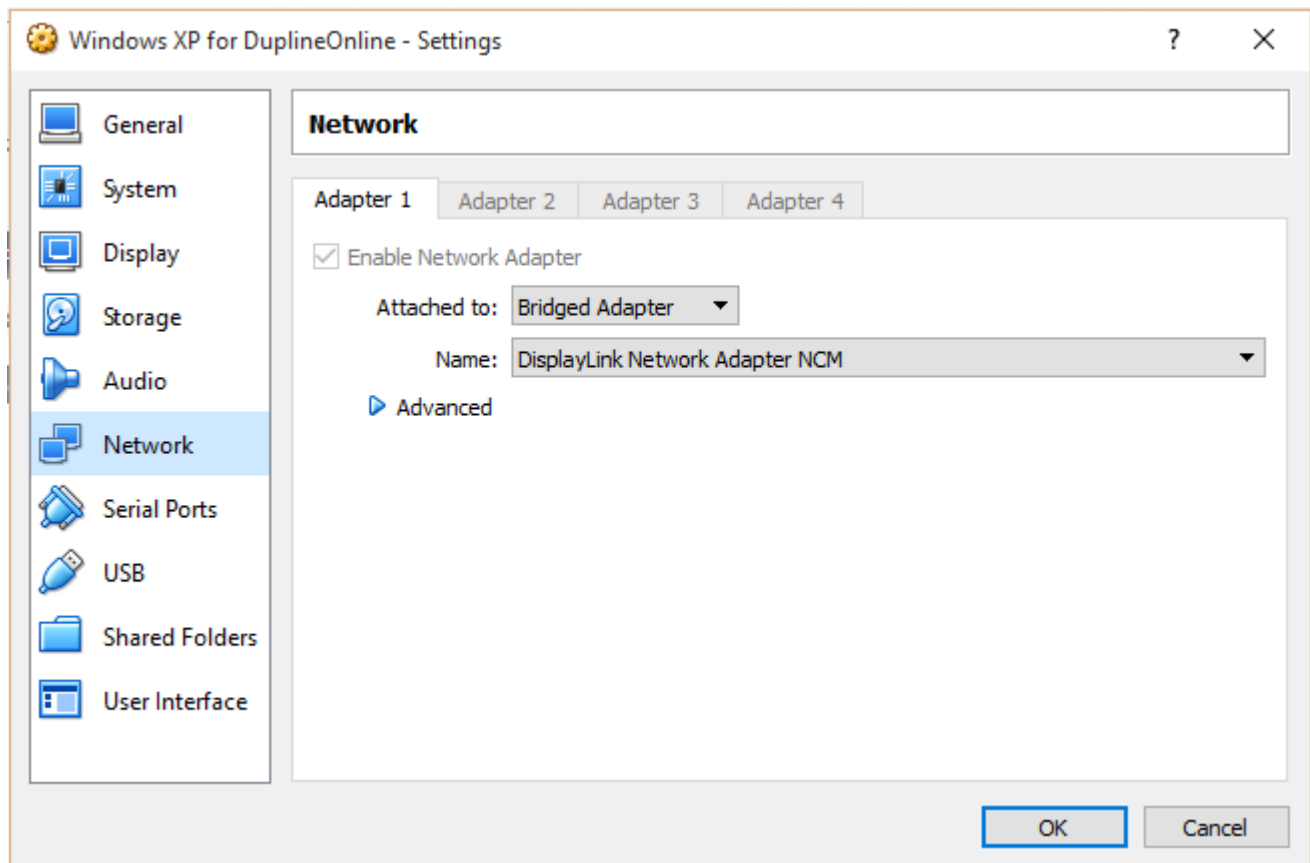 Windows XP for DuplineOnline - Settings
?
General
System
Display
Storage
Audio
Network
Serial Ports
USB
Shared Folders
User Interface
Network
Adapter 1
Adapter 2
Adapter 3
Adapter 4
Enable Network Adapter
Attached to: Bridged Adapter
Name: DisplayLink Network Adapter NCM
Advanced
OK
Cancel